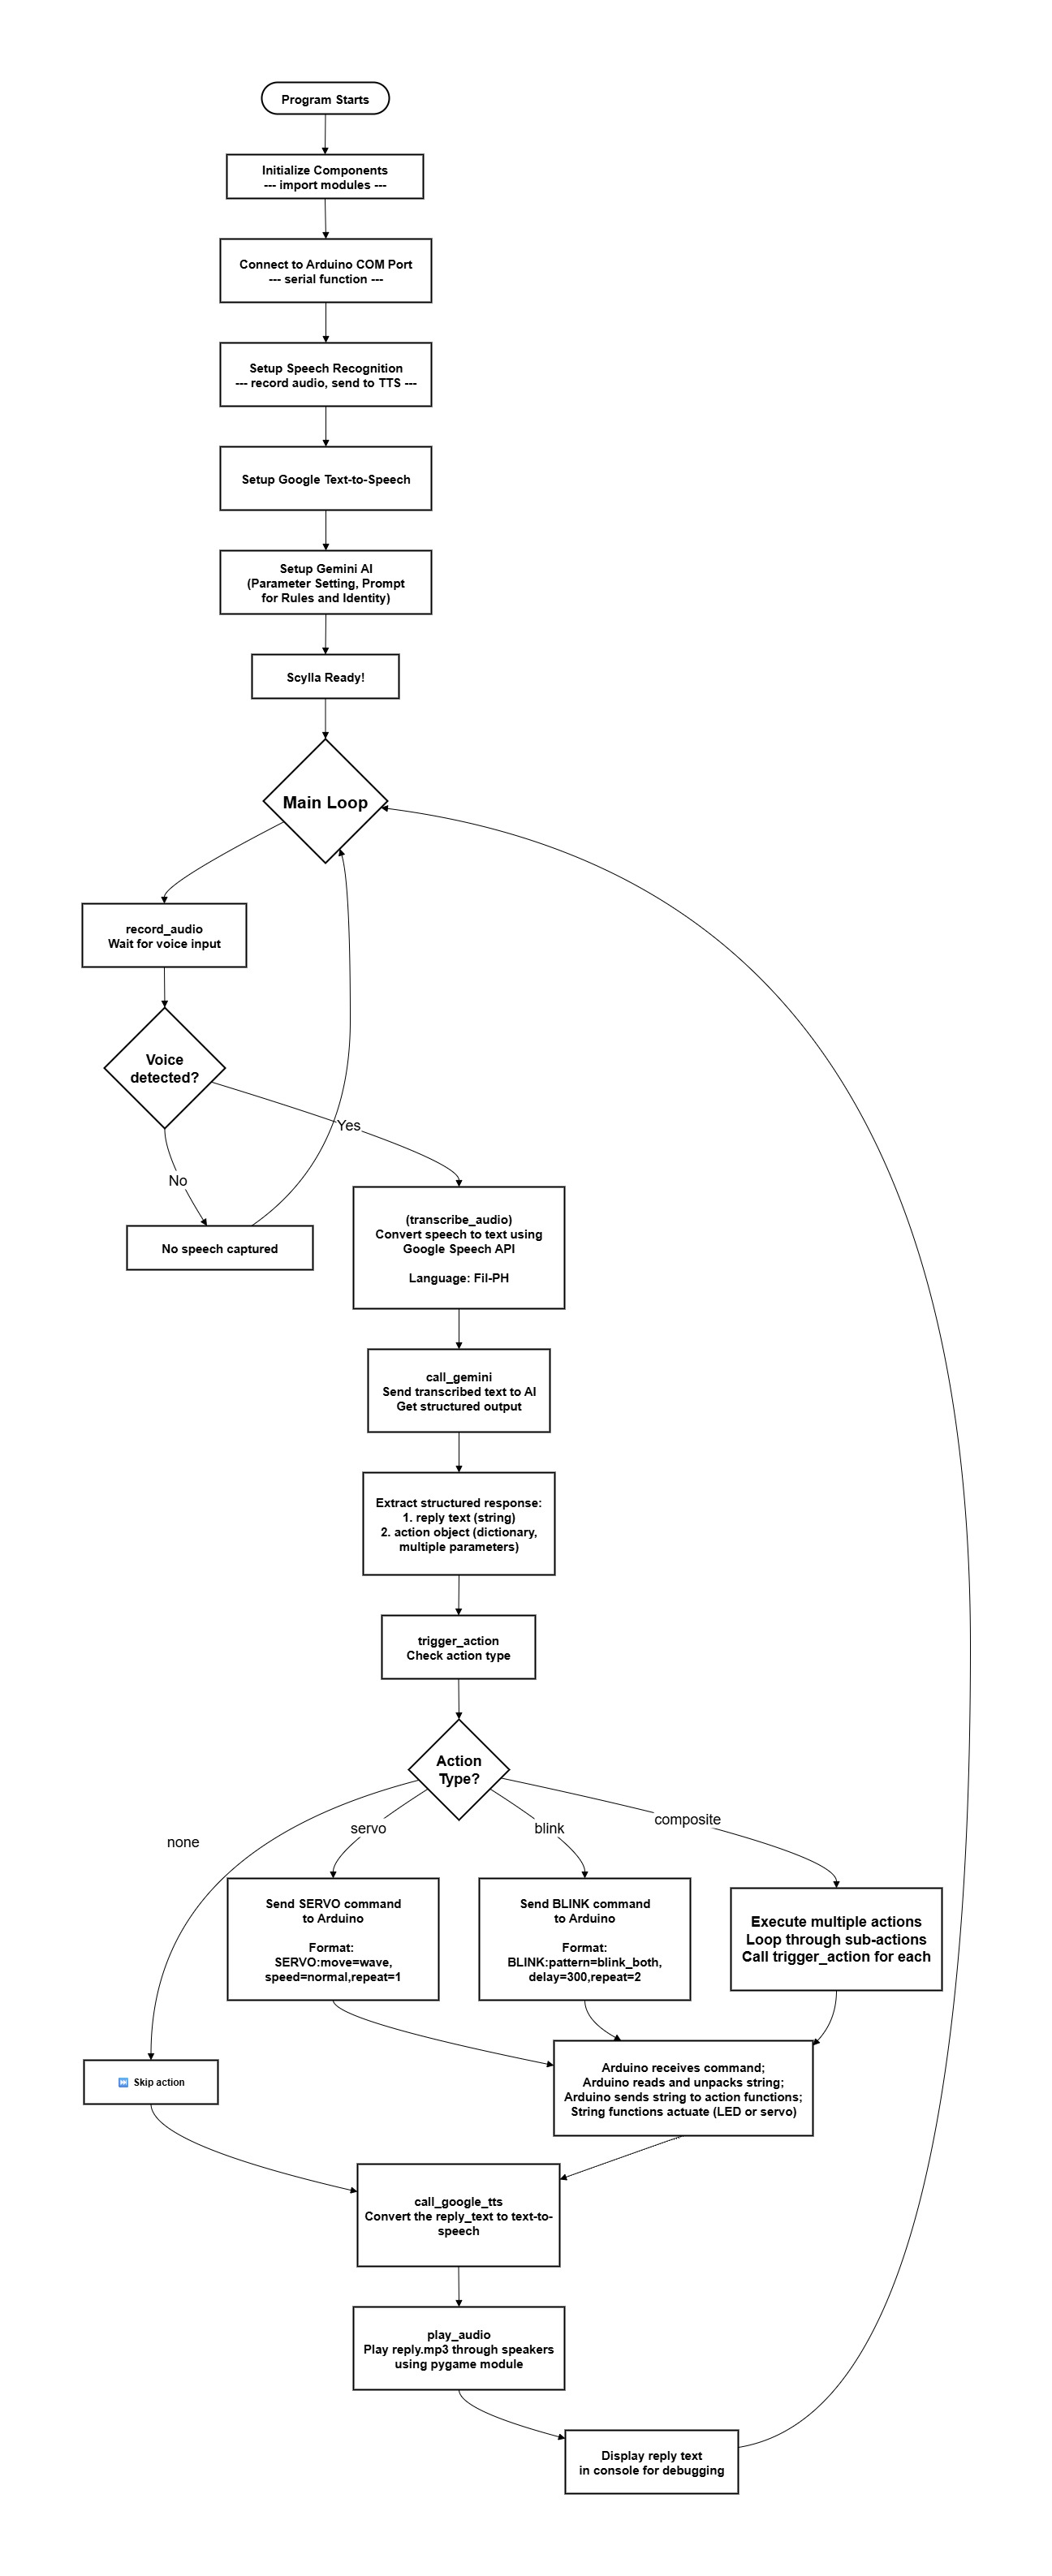 Program Starts
Initialize Components
--- import modules ---
Connect to Arduino COM Port
--- serial function ---
Setup Speech Recognition
--- record audio, send to TTS ---
Setup Google Text-to-Speech
Setup Gemini AI
(Parameter Setting, Prompt
for Rules and Identity)
Scylla Ready!
Main Loop
record_audio
Wait for voice input
Voice
detected?
Yes
No
No speech captured
(transcribe_audio)
Convert speech to text using
Google Speech API
Language: Fil-PH
call_gemini
Send transcribed text to AI
Get structured output
Extract structured response:
1. reply text (string)
2. action object (dictionary,
multiple parameters)
trigger_action
Check action type
Action
Type?
none
servo
blink
composite
Send SERVO command
to Arduino
Format:
SERVO:move=wave,
speed=normal,repeat=1
Send BLINK command
to Arduino
Format:
BLINK:pattern=blink_both,
delay=300,repeat=2
Execute multiple actions
Loop through sub-actions
Call trigger_action for each
⏩ Skip action
Arduino receives command;
Arduino reads and unpacks string;
Arduino sends string to action functions;
String functions actuate (LED or servo)
call_google_tts
Convert the reply_text to text-to-
speech
play_audio
Play reply.mp3 through speakers
using pygame module
Display reply text
in console for debugging